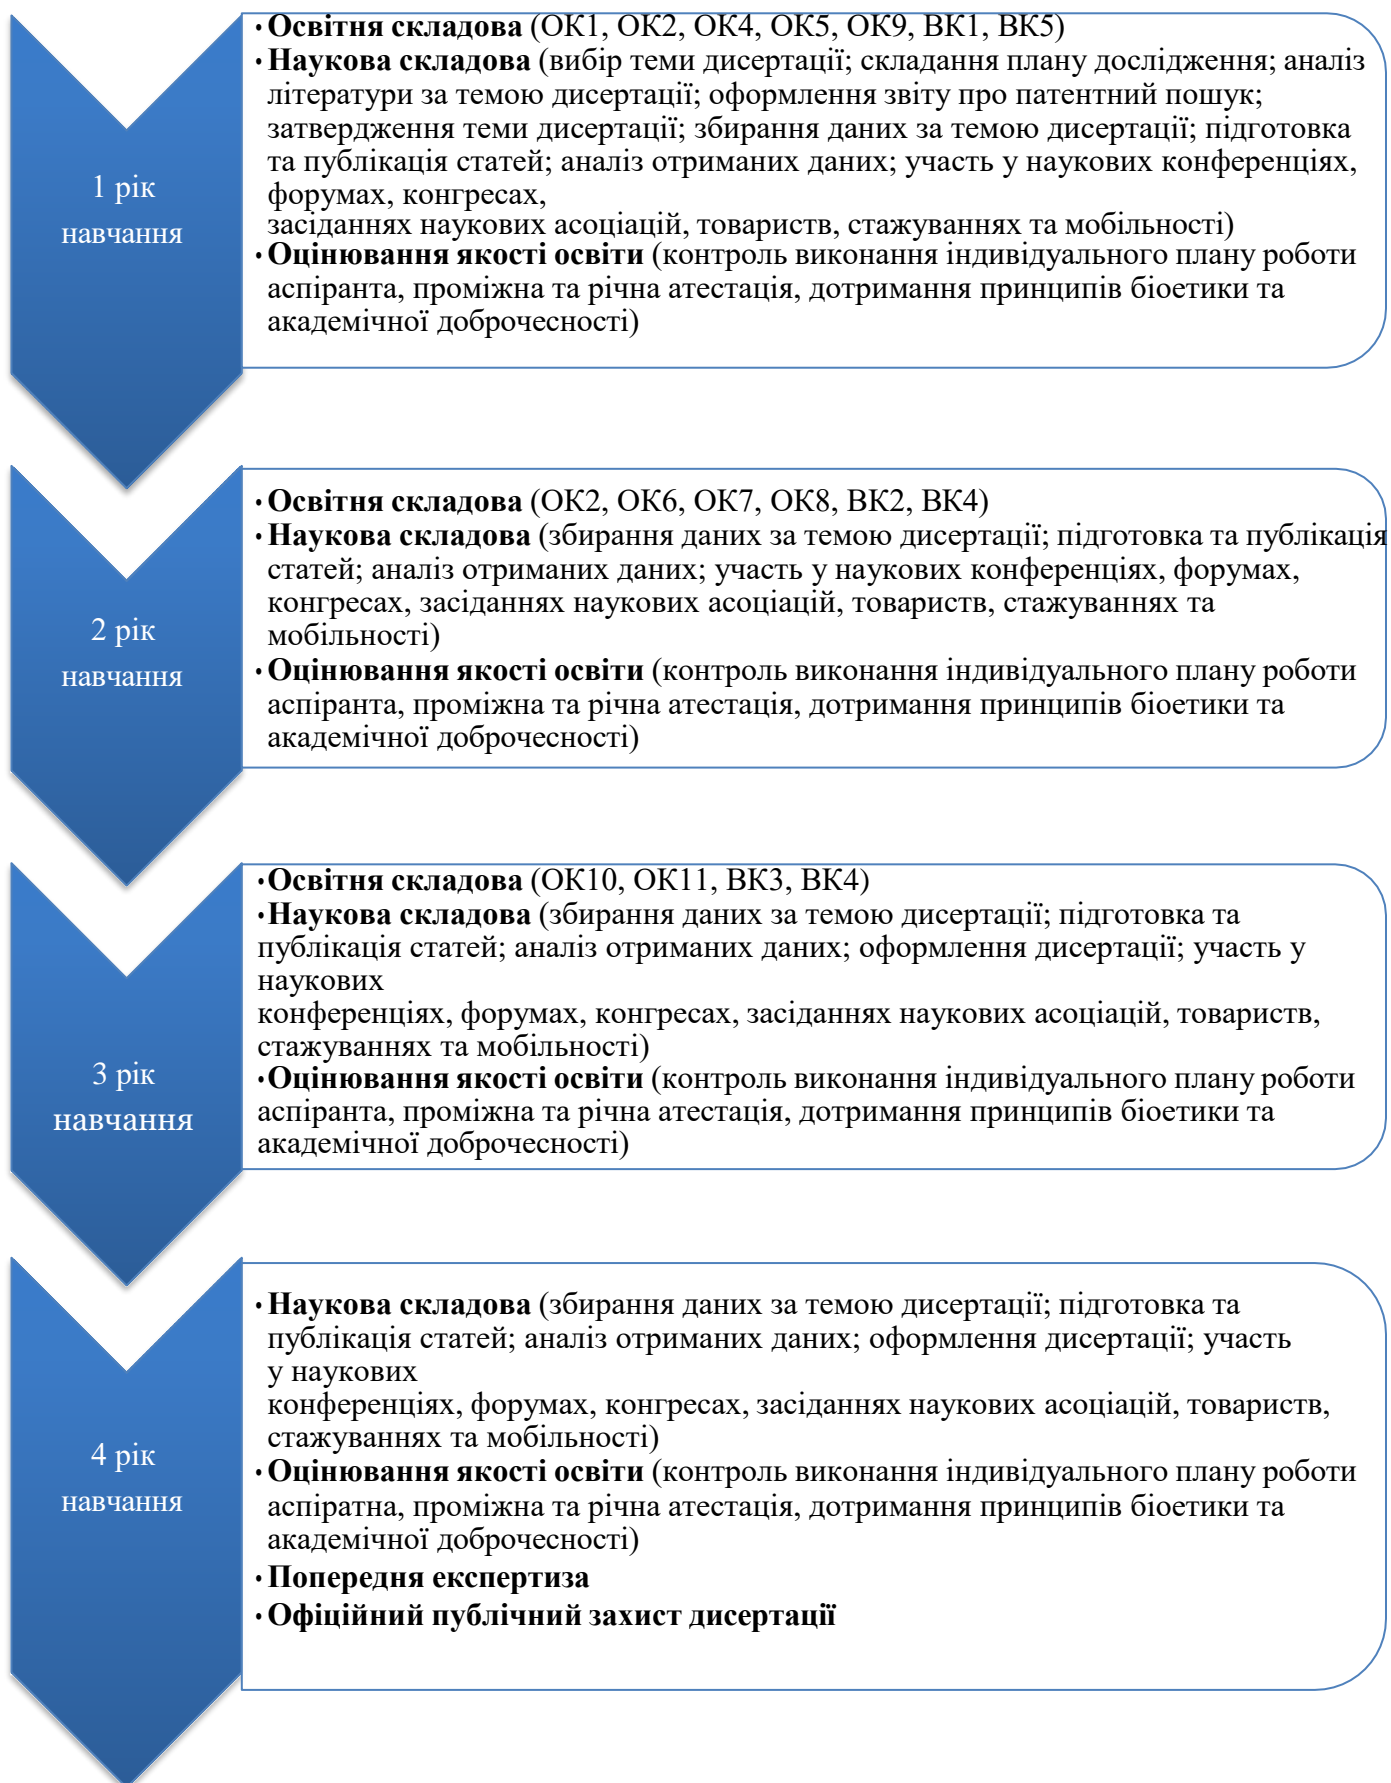 1 рік
навчання
·Освітня складова (ОК1, ОК2, ОК4, ОК5, ОК9, ВК1, ВК5)
·Наукова складова (вибір теми дисертації; складання плану дослідження; аналіз
літератури за темою дисертації; оформлення звіту про патентний пошук;
затвердження теми дисертації; збирання даних за темою дисертації; підготовка
та публікація статей; аналіз отриманих даних; участь у наукових конференціях,
форумах, конгресах,
засіданнях наукових асоціацій, товариств, стажуваннях та мобільності)
·Оцінювання якості освіти (контроль виконання індивідуального плану роботи
аспіранта, проміжна та річна атестація, дотримання принципів біоетики та
академічної доброчесності)
2 рік
навчання
·Освітня складова (ОК2, ОК6, ОК7, ОК8, ВК2, ВК4)
·Наукова складова (збирання даних за темою дисертації; підготовка та публікація
статей; аналіз отриманих даних; участь у наукових конференціях, форумах,
конгресах, засіданнях наукових асоціацій, товариств, стажуваннях та
мобільності)
·Оцінювання якості освіти (контроль виконання індивідуального плану роботи
аспіранта, проміжна та річна атестація, дотримання принципів біоетики та
академічної доброчесності)
3 рік
навчання
·Освітня складова (ОК10, ОК11, ВК3, ВК4)
·Наукова складова (збирання даних за темою дисертації; підготовка та
публікація статей; аналіз отриманих даних; оформлення дисертації; участь у
наукових
конференціях, форумах, конгресах, засіданнях наукових асоціацій, товариств,
стажуваннях та мобільності)
·Оцінювання якості освіти (контроль виконання індивідуального плану роботи
аспіранта, проміжна та річна атестація, дотримання принципів біоетики та
академічної доброчесності)
4 рік
навчання
·Наукова складова (збирання даних за темою дисертації; підготовка та
публікація статей; аналіз отриманих даних; оформлення дисертації; участь
у наукових
конференціях, форумах, конгресах, засіданнях наукових асоціацій, товариств,
стажуваннях та мобільності)
·Оцінювання якості освіти (контроль виконання індивідуального плану роботи
аспіратна, проміжна та річна атестація, дотримання принципів біоетики та
академічної доброчесності)
·Попередня експертиза
·Офіційний публічний захист дисертації